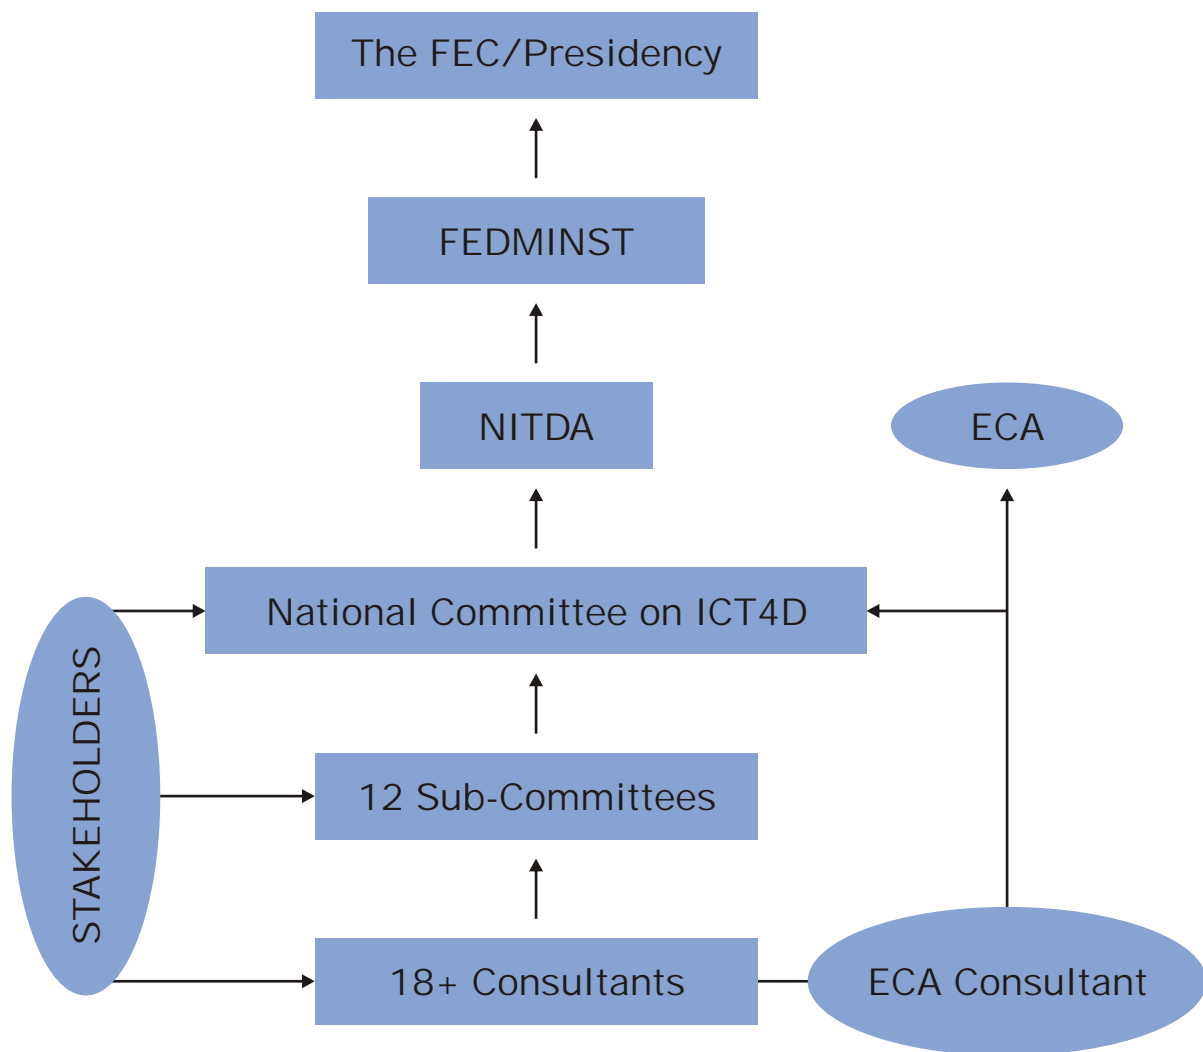 The FEC/Presidency
FEDMINST
NITDA
ECA
National Committee on ICT4D
STAKEHOLDERS
12 Sub-Committees
18+ Consultants
ECA Consultant